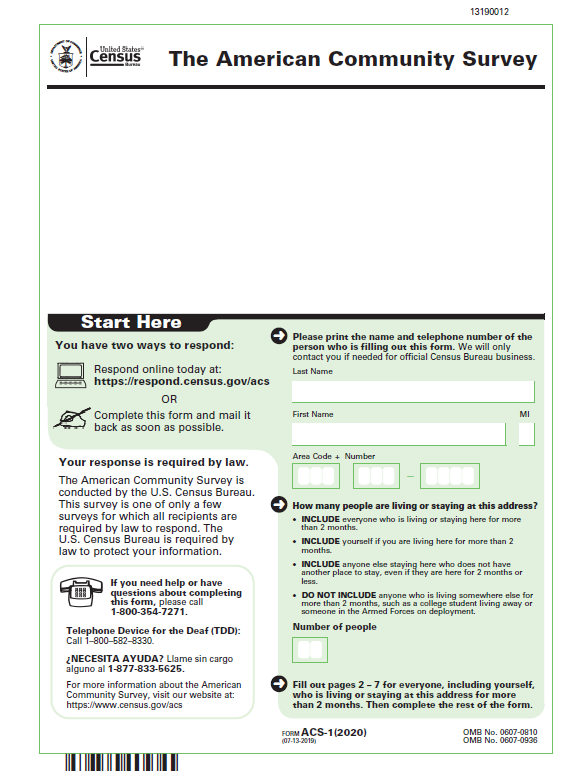 13190012
United States®
Census
Bureau
The American Community Survey
Start Here
You have two ways to respond:
Respond online today at:
https://respond.census.gov/acs
OR
Complete this form and mail it
back as soon as possible.
Your response is required by law.
The American Community Survey is
conducted by the U.S. Census Bureau.
This survey is one of only a few
surveys for which all recipients are
required by law to respond. The
U.S. Census Bureau is required by
law to protect your information.
If you need help or have
questions about completing
this form, please call
1-800-354-7271.
Telephone Device for the Deaf (TDD):
Call 1–800–582–8330.
¿NECESITA AYUDA? Llame sin cargo
alguno al 1-877-833-5625.
For more information about the American
Community Survey, visit our website at:
https://www.census.gov/acs
Please print the name and telephone number of the
person who is filling out this form. We will only
contact you if needed for official Census Bureau business.
Last Name
First Name MI
Area Code + Number
–
How many people are living or staying at this address?
• INCLUDE everyone who is living or staying here for more
than 2 months.
• INCLUDE yourself if you are living here for more than 2
months.
• INCLUDE anyone else staying here who does not have
another place to stay, even if they are here for 2 months or
less.
• DO NOT INCLUDE anyone who is living somewhere else for
more than 2 months, such as a college student living away or
someone in the Armed Forces on deployment.
Number of people
Fill out pages 2 – 7 for everyone, including yourself,
who is living or staying at this address for more
than 2 months. Then complete the rest of the form.
FORM ACS-1(2020)
(07-13-2019)
OMB No. 0607-0810
OMB No. 0607-0936